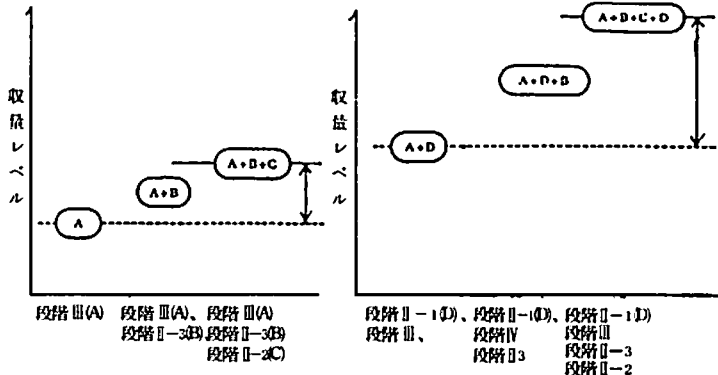 収量レベル
A
A+B
A+B+C
段階Ⅲ(A)
段階Ⅲ(A)、
段階Ⅱ-3(B)、
段階Ⅲ(A)
段階Ⅱ-3(B)
段階Ⅱ-2(C)
収量レベル
A+D
A+D+B
A+B+C+D
段階Ⅱ-1(D)、
段階Ⅲ、
段階Ⅱ-1(D)、
段階Ⅳ
段階Ⅱ3
段階Ⅱ-1(D)
段階Ⅲ
段階Ⅱ-3
段階Ⅱ-2